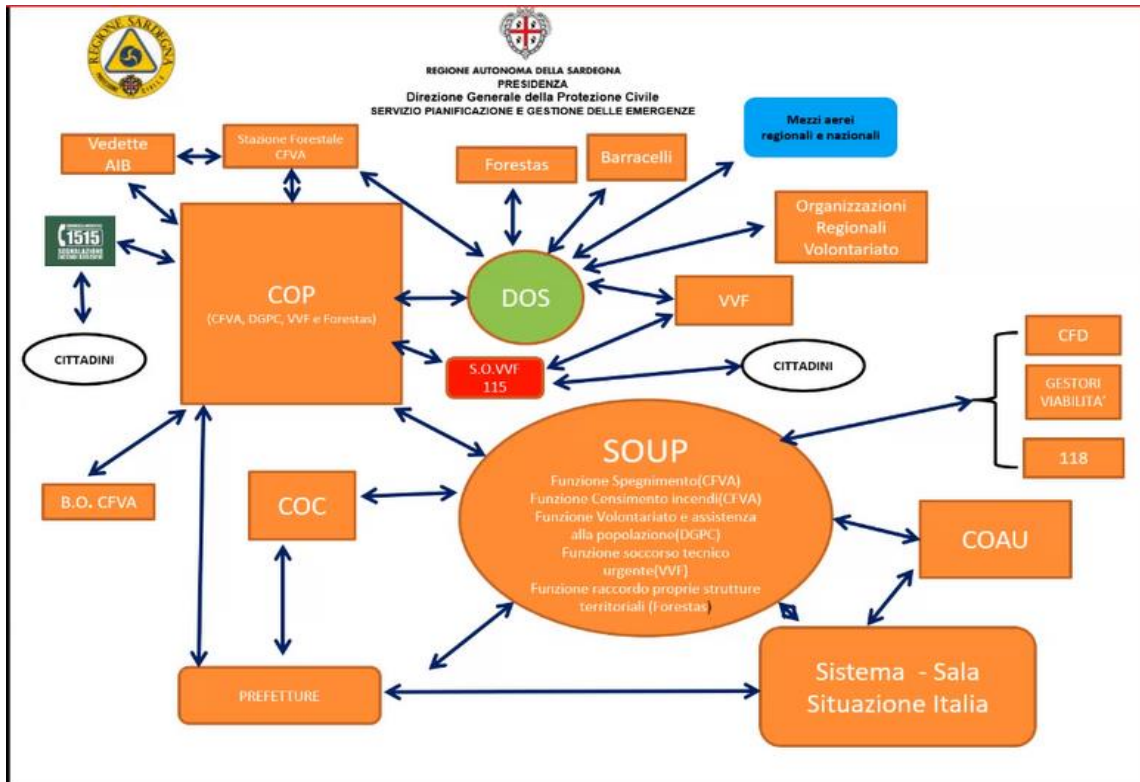 REGIONE SARDEGNA
REGIONE AUTONOMA DELLA SARDEGNA
PRESIDENZA
Direzione Generale della Protezione Civile
SERVIZIO PIANIFICAZIONE E GESTIONE DELLE EMERGENZE
Vedette
AIB
Stazione Forestale
CFVA
Forestas
Barracelli
Mezzi aerei
regionali e nazionali
Organizzazioni
Regionali
Volontariato
1515
COP
(CFVA, DGPC, VVF e Forestas)
DOS
VVF
CITTADINI
S.O.VVF
115
CITTADINI
CFD
GESTORI
VIABILITA'
118
B.O. CFVA
COC
SOUP
Funzione Spegnimento(CFVA)
Funzione Censimento incendi(CFVA)
Funzione Volontariato e assistenza
alla popolazione(DGPC)
Funzione soccorso tecnico
urgente(VVF)
Funzione raccordo proprie strutture
territoriali (Forestas)
COAU
PREFETTURE
Sistema - Sala
Situazione Italia